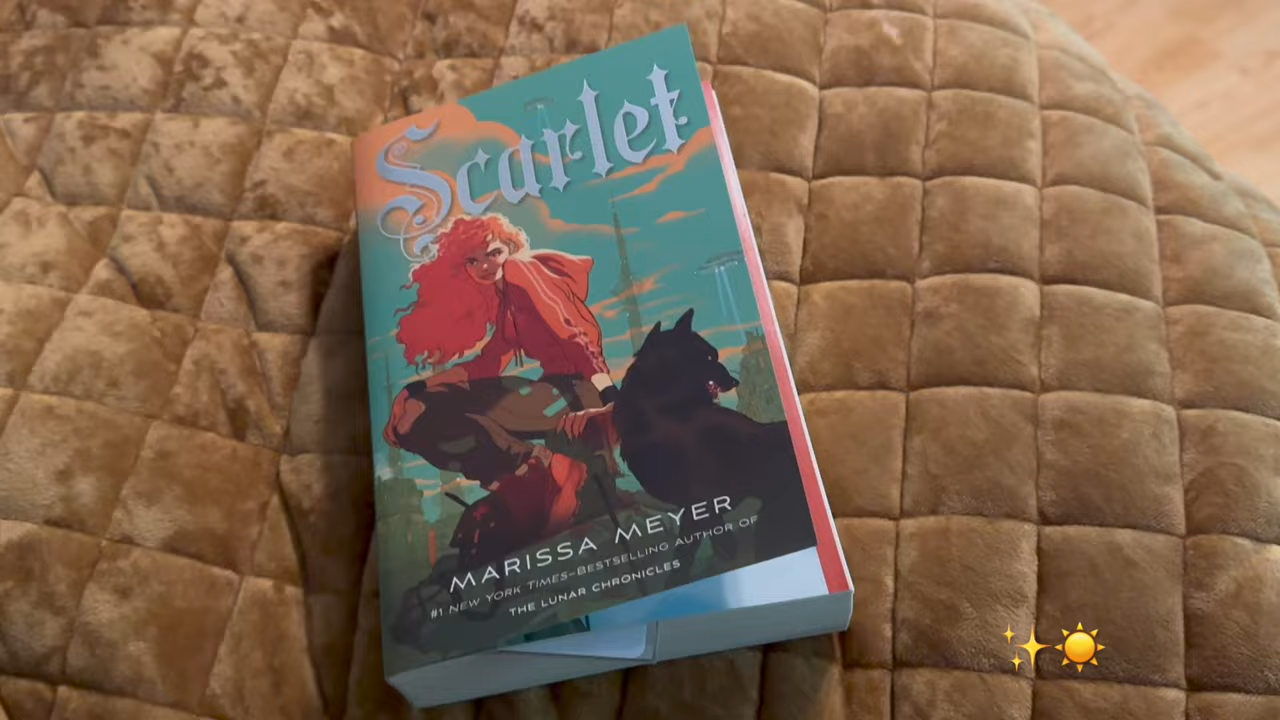 Scarlet
MARISSA MEYER
#1 NEW YORK TIMES–BESTSELLING AUTHOR OF
THE LUNAR CHRONICLES